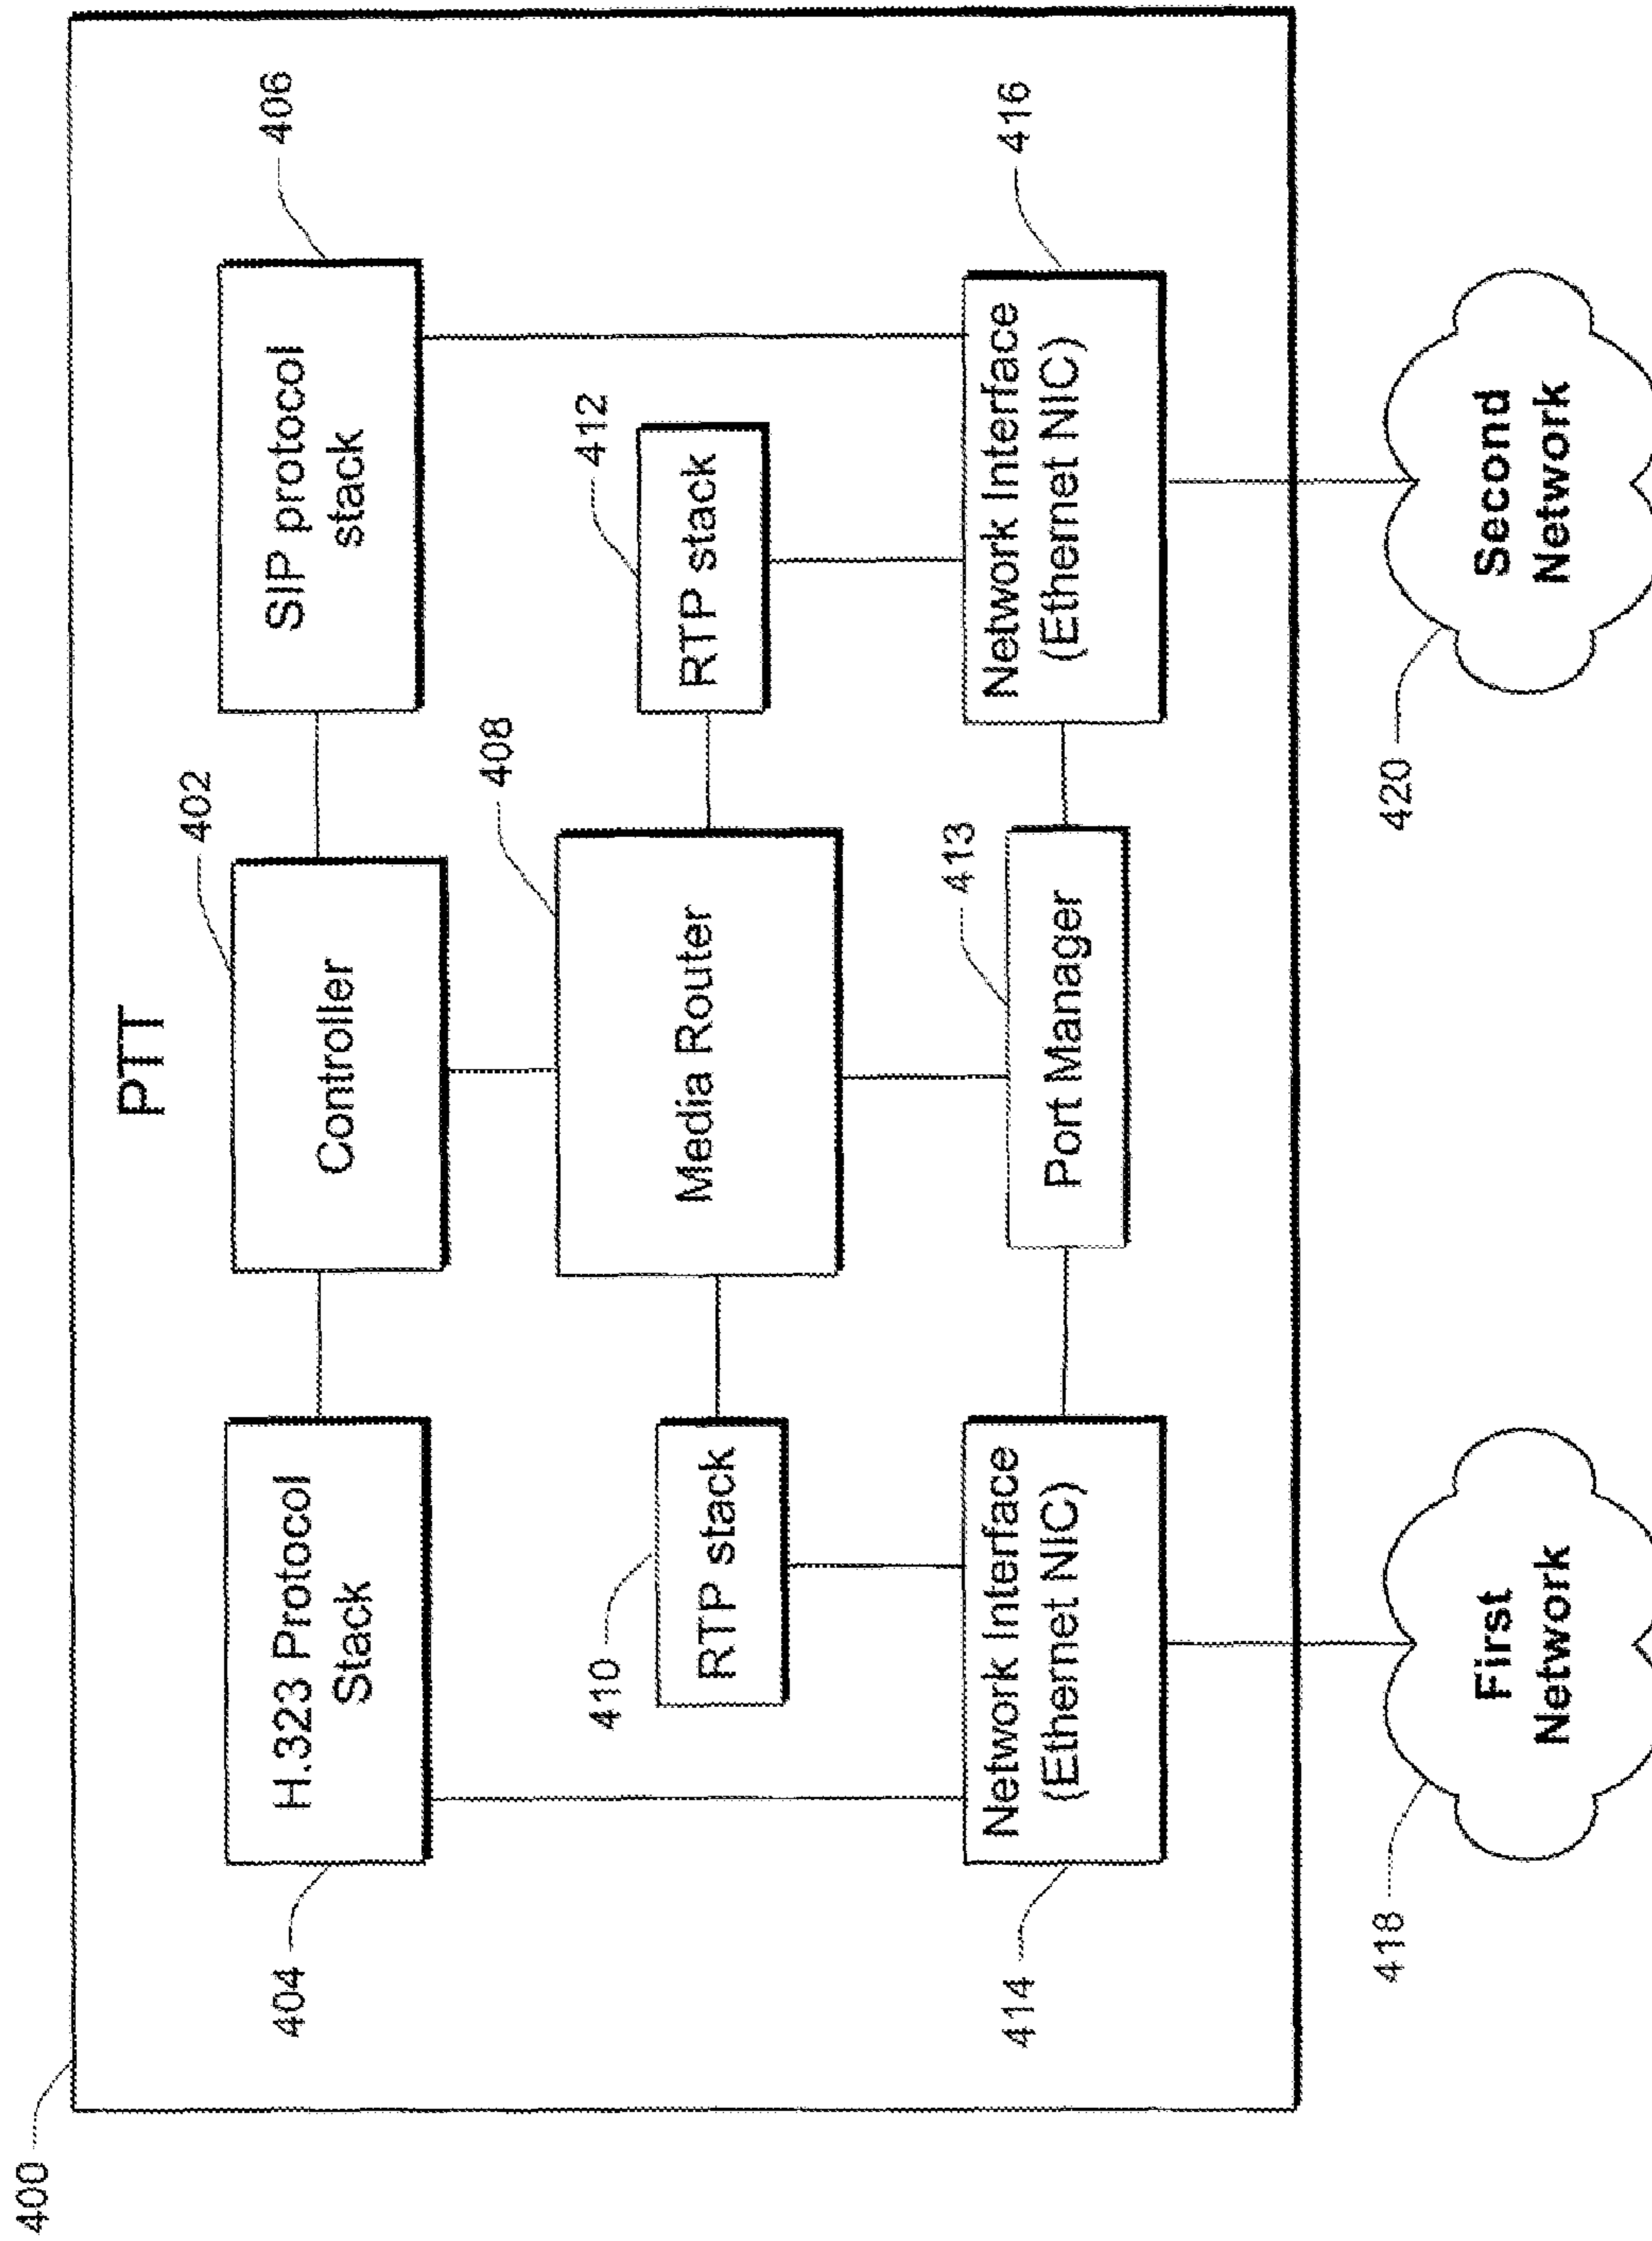 400
PTT
402
404
H.323 Protocol
Stack
Controller
SIP protocol
stack
406
408
410
RTP stack
Media Router
412
RTP stack
413
414
Network Interface
(Ethernet NIC)
Port Manager
Network Interface
(Ethernet NIC)
416
418
First
Network
420
Second
Network